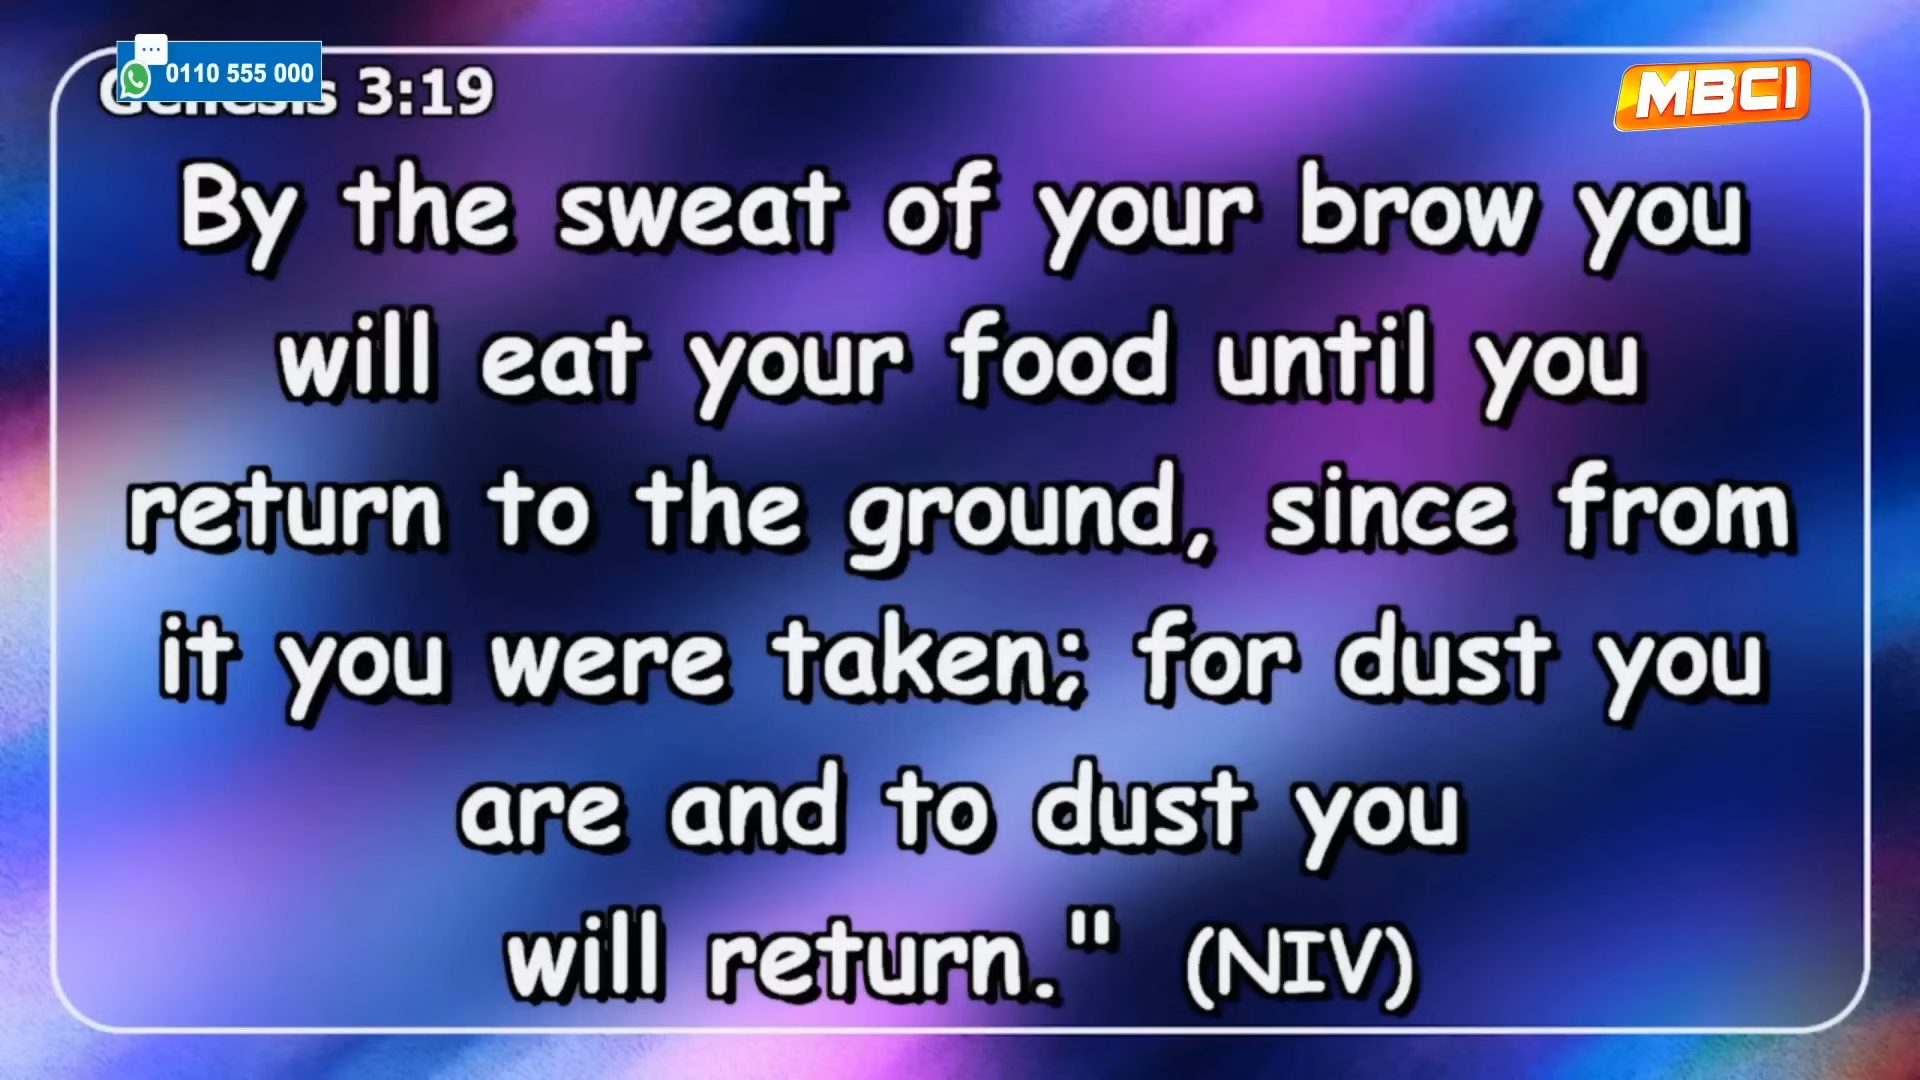 0110 555 000
Genesis 3:19
MBCI
By the sweat of your brow you
will eat your food until you
return to the ground, since from
it you were taken; for dust you
are and to dust you
will return." (NIV)